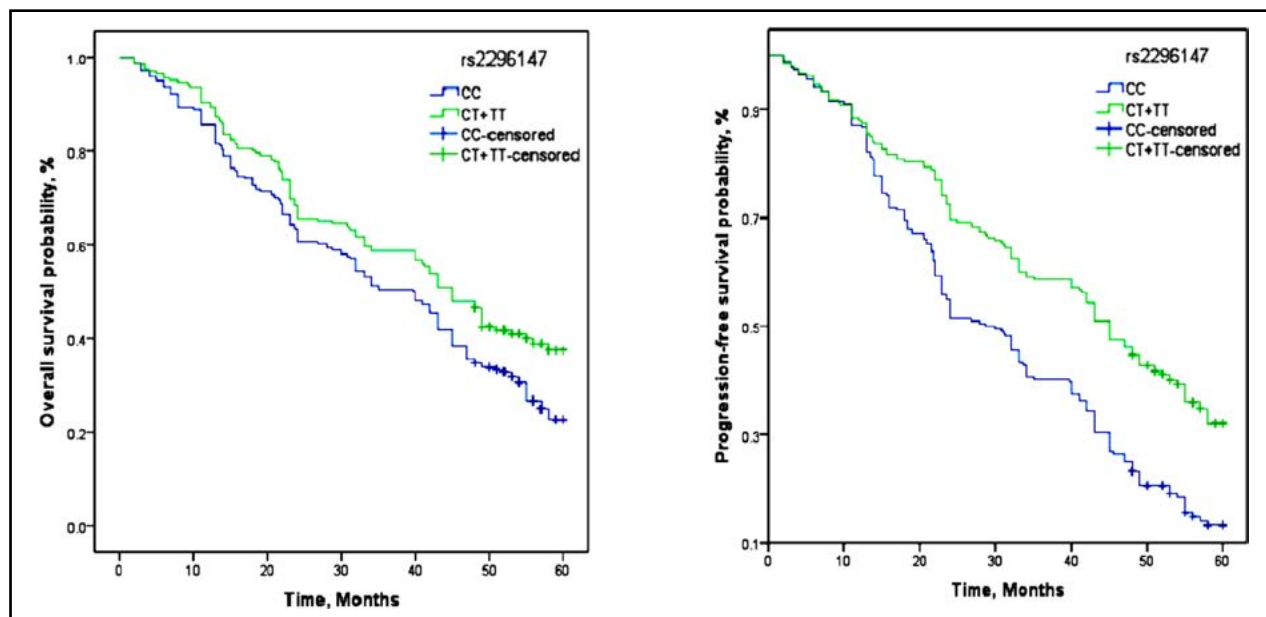 rs2296147
CC
CT+TT
CC-censored
CT+TT-censored
Overall survival probability, %
1.0
0.8
0.6
0.4
0.2
0.0
0 10 20 30 40 50 60
Time, Months
rs2296147
CC
CT+TT
CC-censored
CT+TT-censored
Progression-free survival probability, %
0.9
0.7
0.5
0.3
0.1
0 10 20 30 40 50 60
Time, Months